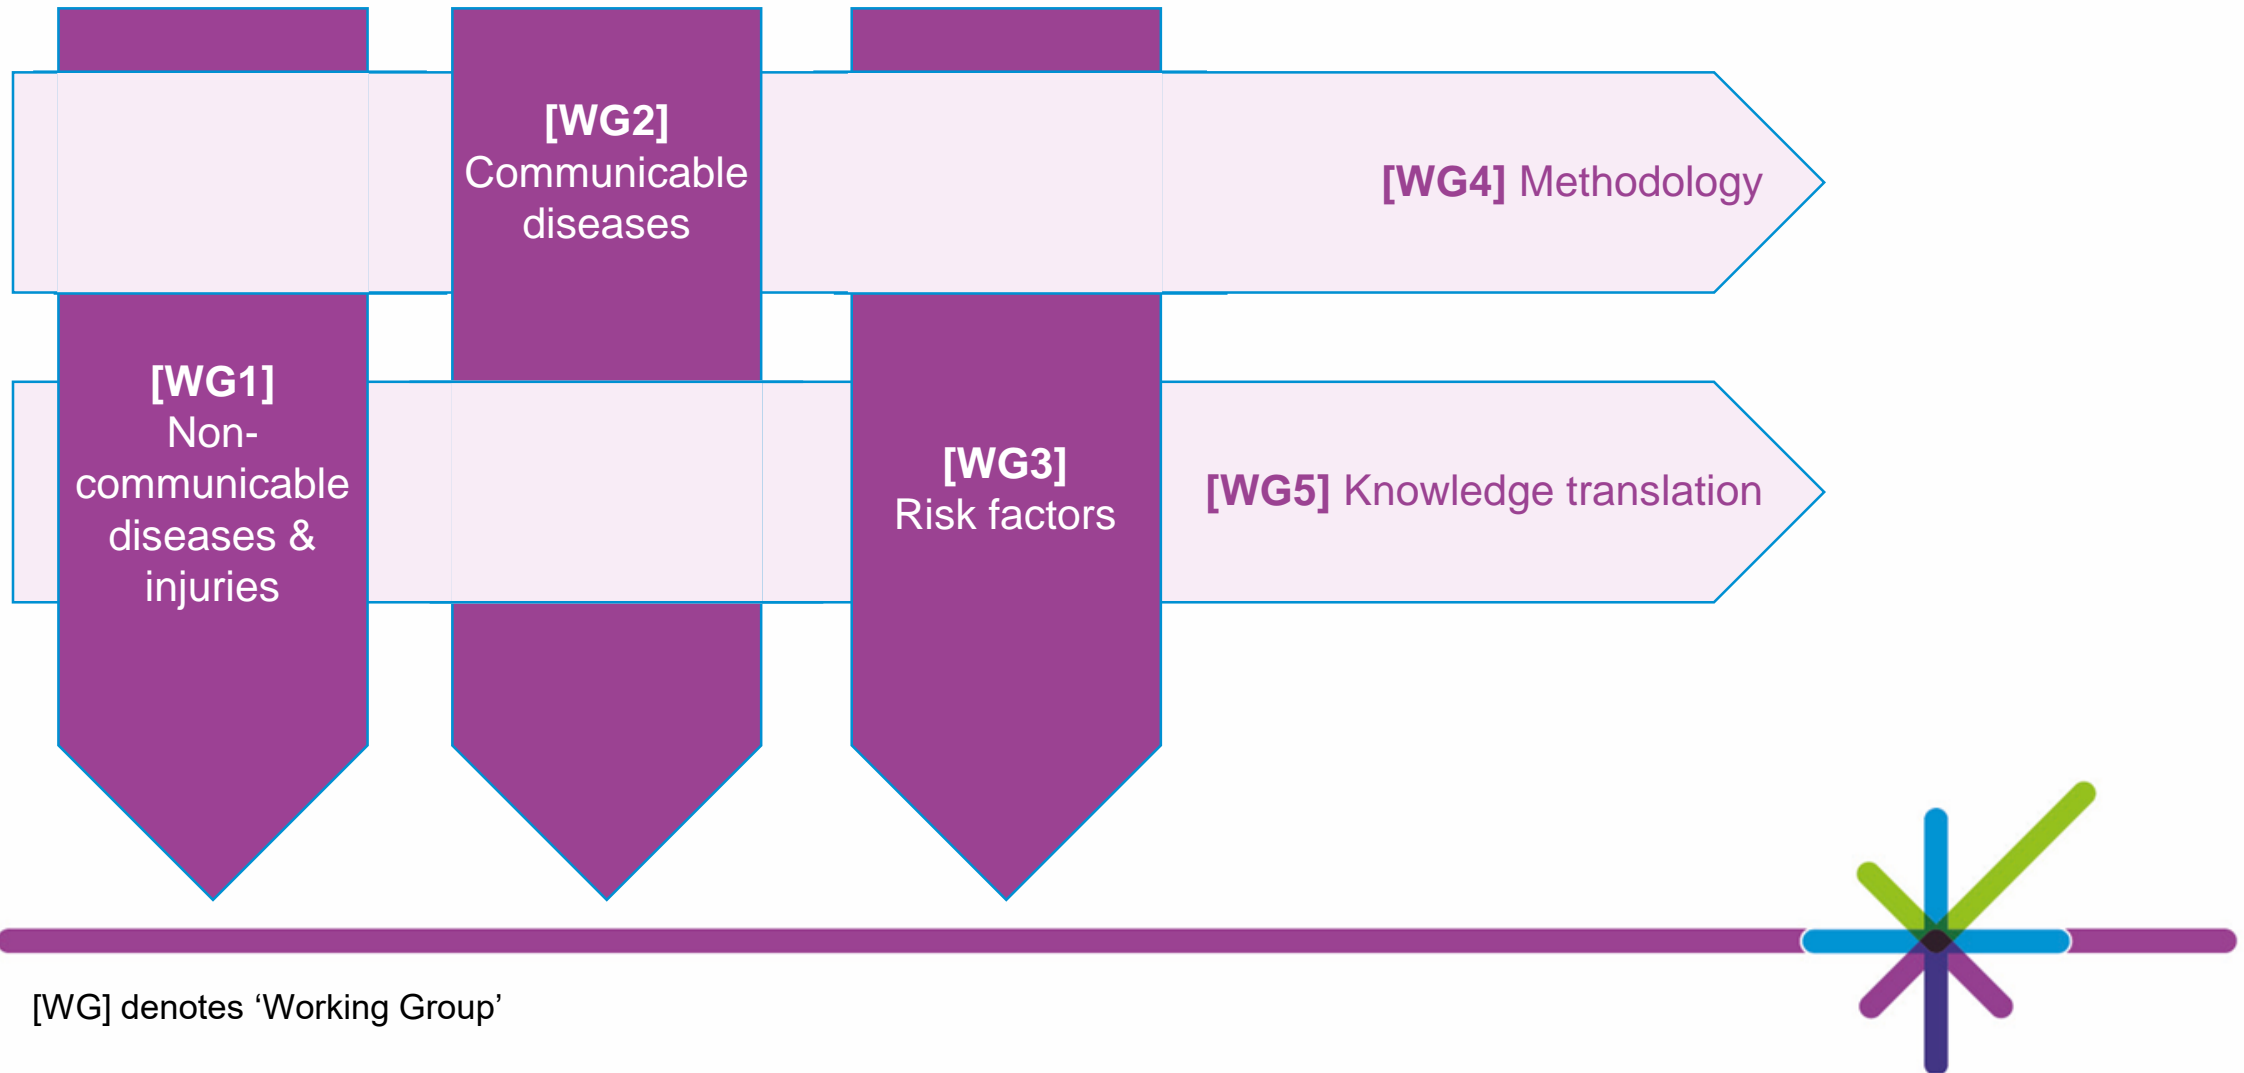 [WG2]
Communicable
diseases
[WG4] Methodology
[WG1]
Non-
communicable
diseases &
injuries
[WG3]
Risk factors
[WG5] Knowledge translation
[WG] denotes ‘Working Group’